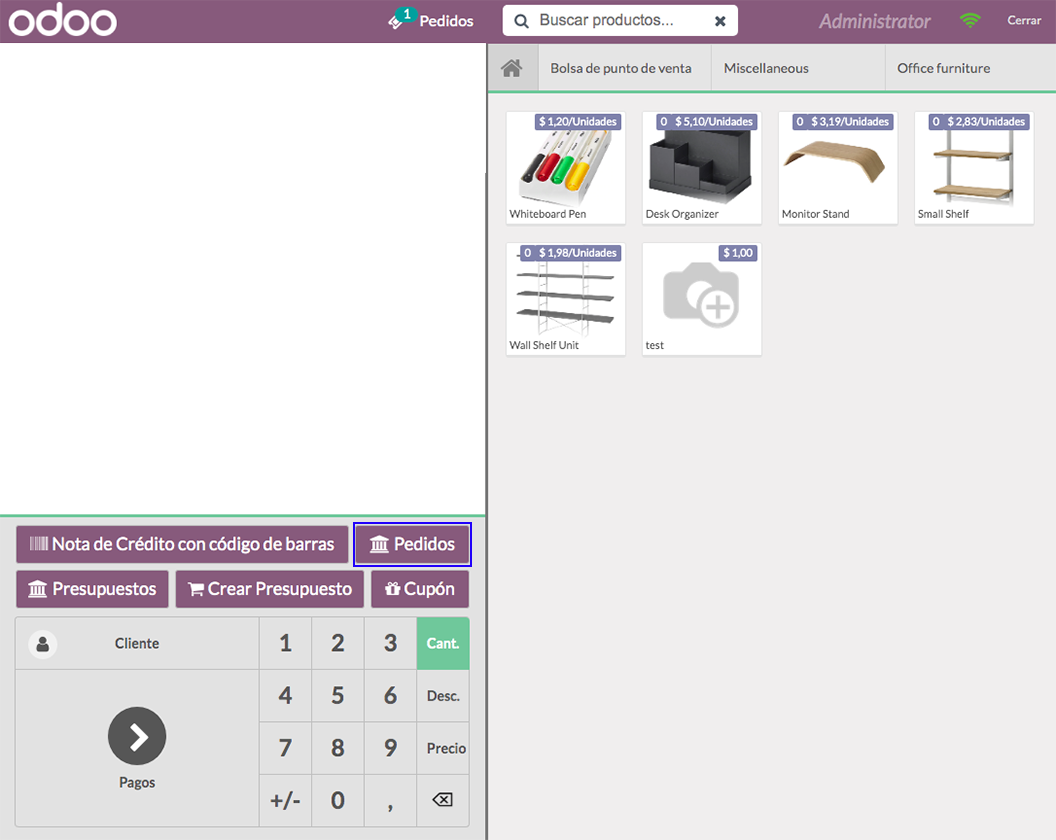 odoo
1 Pedidos
Buscar productos...
Administrator
Cerrar
Bolsa de punto de venta
Miscellaneous
Office furniture
$ 1,20/Unidades
Whiteboard Pen
0 $ 5,10/Unidades
Desk Organizer
0 $ 3,19/Unidades
Monitor Stand
0 $ 2,83/Unidades
Small Shelf
0 $ 1,98/Unidades
Wall Shelf Unit
$ 1,00
test
Nota de Crédito con código de barras
Pedidos
Presupuestos
Crear Presupuesto
Cupón
Cliente
1 2 3 Cant.
4 5 6 Desc.
7 8 9 Precio
Pagos
+/- 0 ,